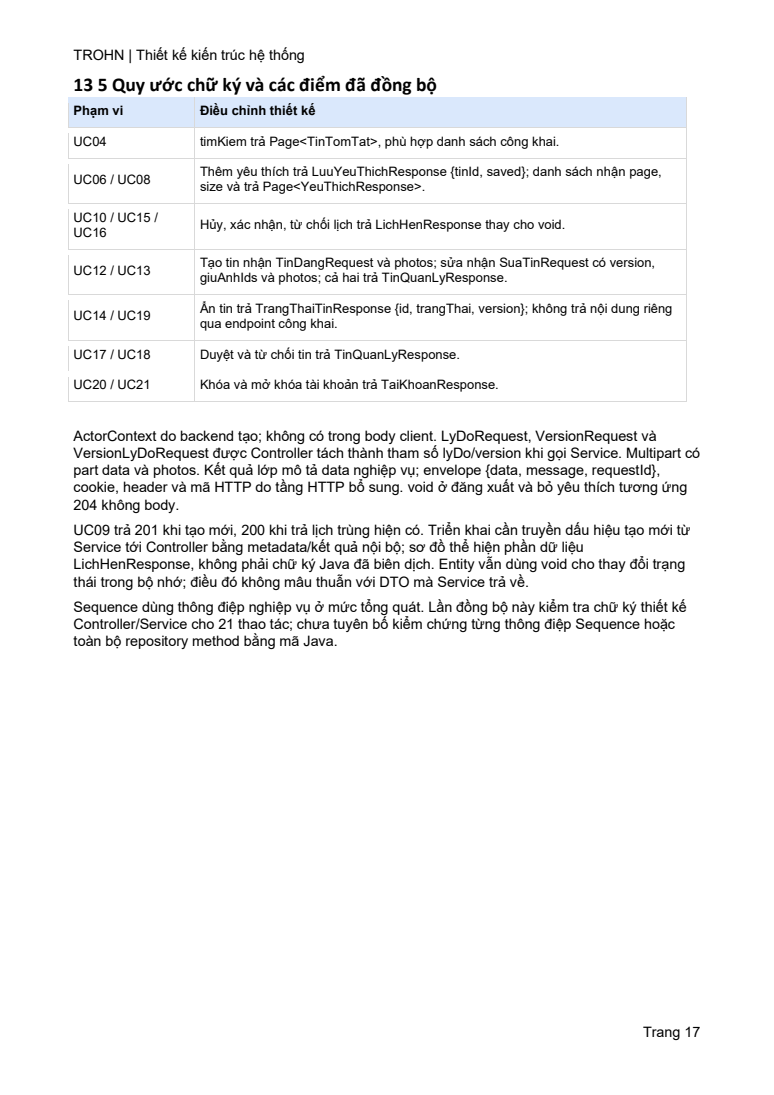 TROHN | Thiết kế kiến trúc hệ thống
13 5 Quy ước chữ ký và các điểm đã đồng bộ
Phạm vi
Điều chỉnh thiết kế
UC04
timKiem trả Page<TinTomTat>, phù hợp danh sách công khai.
UC06 / UC08
Thêm yêu thích trả LuuYeuThichResponse {tinId, saved}; danh sách nhận page,
size và trả Page<YeuThichResponse>.
UC10 / UC15 /
UC16
Hủy, xác nhận, từ chối lịch trả LichHenResponse thay cho void.
UC12 / UC13
Tạo tin nhận TinDangRequest và photos; sửa nhận SuaTinRequest có version,
giuAnhIds và photos; cả hai trả TinQuanLyResponse.
UC14 / UC19
Ẩn tin trả TrangThaiTinResponse {id, trangThai, version}; không trả nội dung riêng
qua endpoint công khai.
UC17 / UC18
Duyệt và từ chối tin trả TinQuanLyResponse.
UC20 / UC21
Khóa và mở khóa tài khoản trả TaiKhoanResponse.
ActorContext do backend tạo; không có trong body client. LyDoRequest, VersionRequest và
VersionLyDoRequest được Controller tách thành tham số lyDo/version khi gọi Service. Multipart có
part data và photos. Kết quả lớp mô tả data nghiệp vụ; envelope {data, message, requestId},
cookie, header và mã HTTP do tầng HTTP bổ sung. void ở đăng xuất và bỏ yêu thích tương ứng
204 không body.
UC09 trả 201 khi tạo mới, 200 khi trả lịch trùng hiện có. Triển khai cần truyền dấu hiệu tạo mới từ
Service tới Controller bằng metadata/kết quả nội bộ; sơ đồ thể hiện phần dữ liệu
LichHenResponse, không phải chữ ký Java đã biên dịch. Entity vẫn dùng void cho thay đổi trạng
thái trong bộ nhớ; điều đó không mâu thuẫn với DTO mà Service trả về.
Sequence dùng thông điệp nghiệp vụ ở mức tổng quát. Lần đồng bộ này kiểm tra chữ ký thiết kế
Controller/Service cho 21 thao tác; chưa tuyên bố kiểm chứng từng thông điệp Sequence hoặc
toàn bộ repository method bằng mã Java.
Trang 17